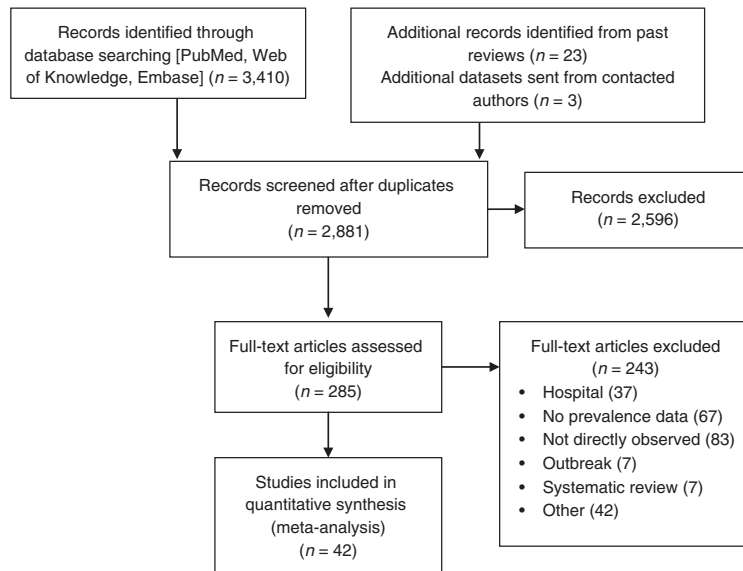 Records identified through
database searching [PubMed, Web
of Knowledge, Embase] (n = 3,410)
Additional records identified from past
reviews (n = 23)
Additional datasets sent from contacted
authors (n = 3)
Records screened after duplicates
removed
(n = 2,881)
Records excluded
(n = 2,596)
Full-text articles assessed
for eligibility
(n = 285)
Full-text articles excluded
(n = 243)
• Hospital (37)
• No prevalence data (67)
• Not directly observed (83)
• Outbreak (7)
• Systematic review (7)
• Other (42)
Studies included in
quantitative synthesis
(meta-analysis)
(n = 42)